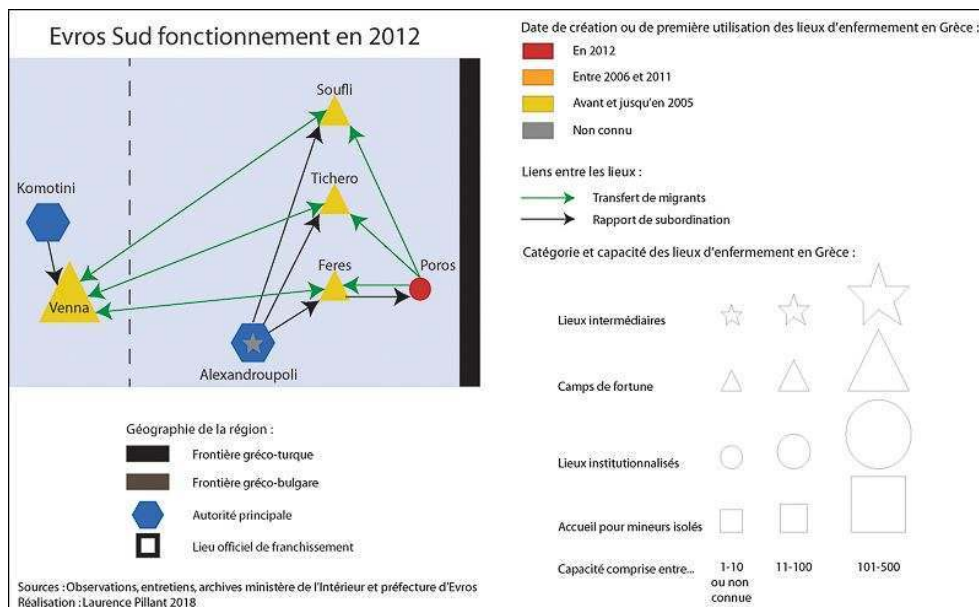 Evros Sud fonctionnement en 2012
Soufli
Tichero
Komotini
Feres
Poros
Venna
Alexandroupoli
Géographie de la région :
Frontière gréco-turque
Frontière gréco-bulgare
Autorité principale
Lieu officiel de franchissement
Sources : Observations, entretiens, archives ministère de l'Intérieur et préfecture d'Evros
Réalisation : Laurence Pillant 2018
Date de création ou de première utilisation des lieux d'enfermement en Grèce :
En 2012
Entre 2006 et 2011
Avant et jusqu'en 2005
Non connu
Liens entre les lieux :
Transfert de migrants
Rapport de subordination
Catégorie et capacité des lieux d'enfermement en Grèce :
Lieux intermédiaires
Camps de fortune
Lieux institutionnalisés
Accueil pour mineurs isolés
Capacité comprise entre... 1-10 11-100 101-500
ou non
connue